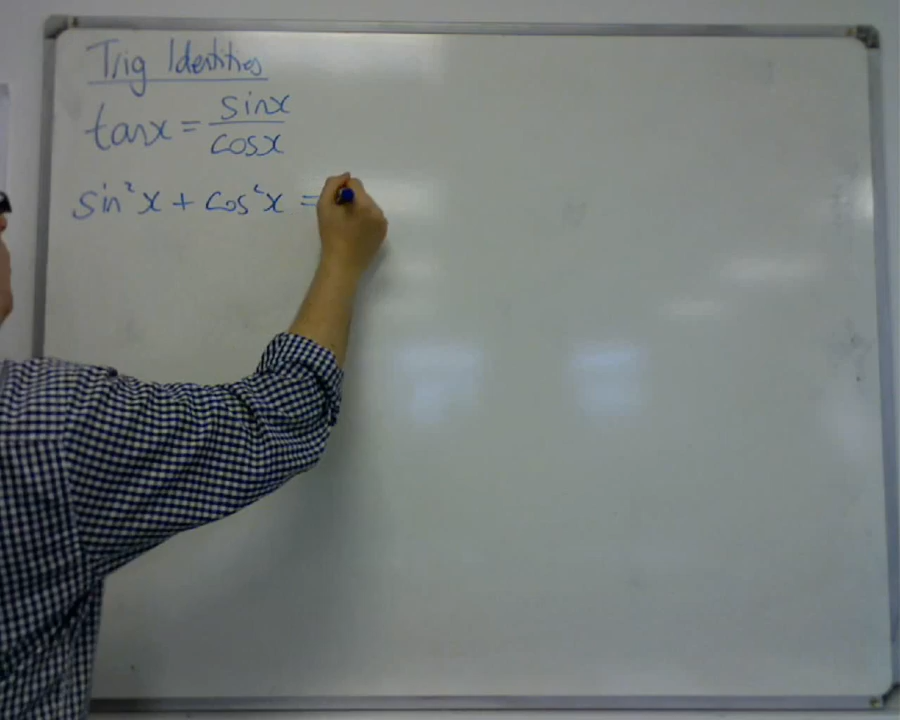 Trig Identities
tanx = sinx/cosx
sin²x + cos²x =